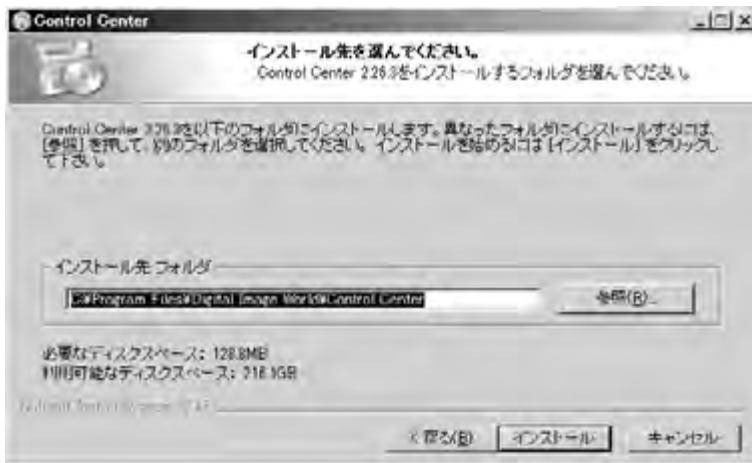 Control Center
インストール先を選んでください。
Control Center 2.26.3をインストールするフォルダを選んでください。
Control Center 2.26.3を以下のフォルダにインストールします。異なったフォルダにインストールするには、
[参照] を押して、別のフォルダを選択してください。インストールを始めるには [インストール] をクリックし
て下さい。
インストール先 フォルダ
C:¥Program Files¥Digital Image World¥Control Center
参照(R)...
必要なディスクスペース: 128.8MB
利用可能なディスクスペース: 218.1GB
< 戻る(B)
インストール
キャンセル